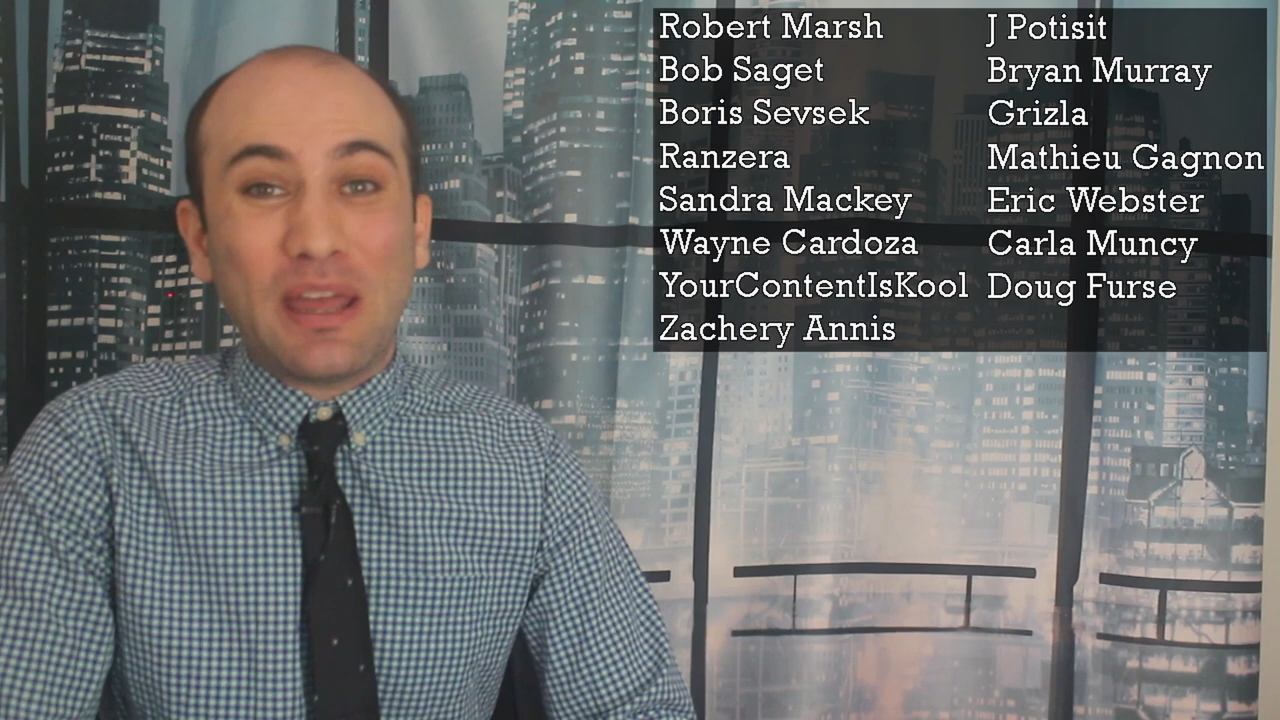 Robert Marsh
Bob Saget
Boris Sevsek
Ranzera
Sandra Mackey
Wayne Cardoza
YourContentIsKool
Zachery Annis
J Potisit
Bryan Murray
Grizla
Mathieu Gagnon
Eric Webster
Carla Muncy
Doug Furse